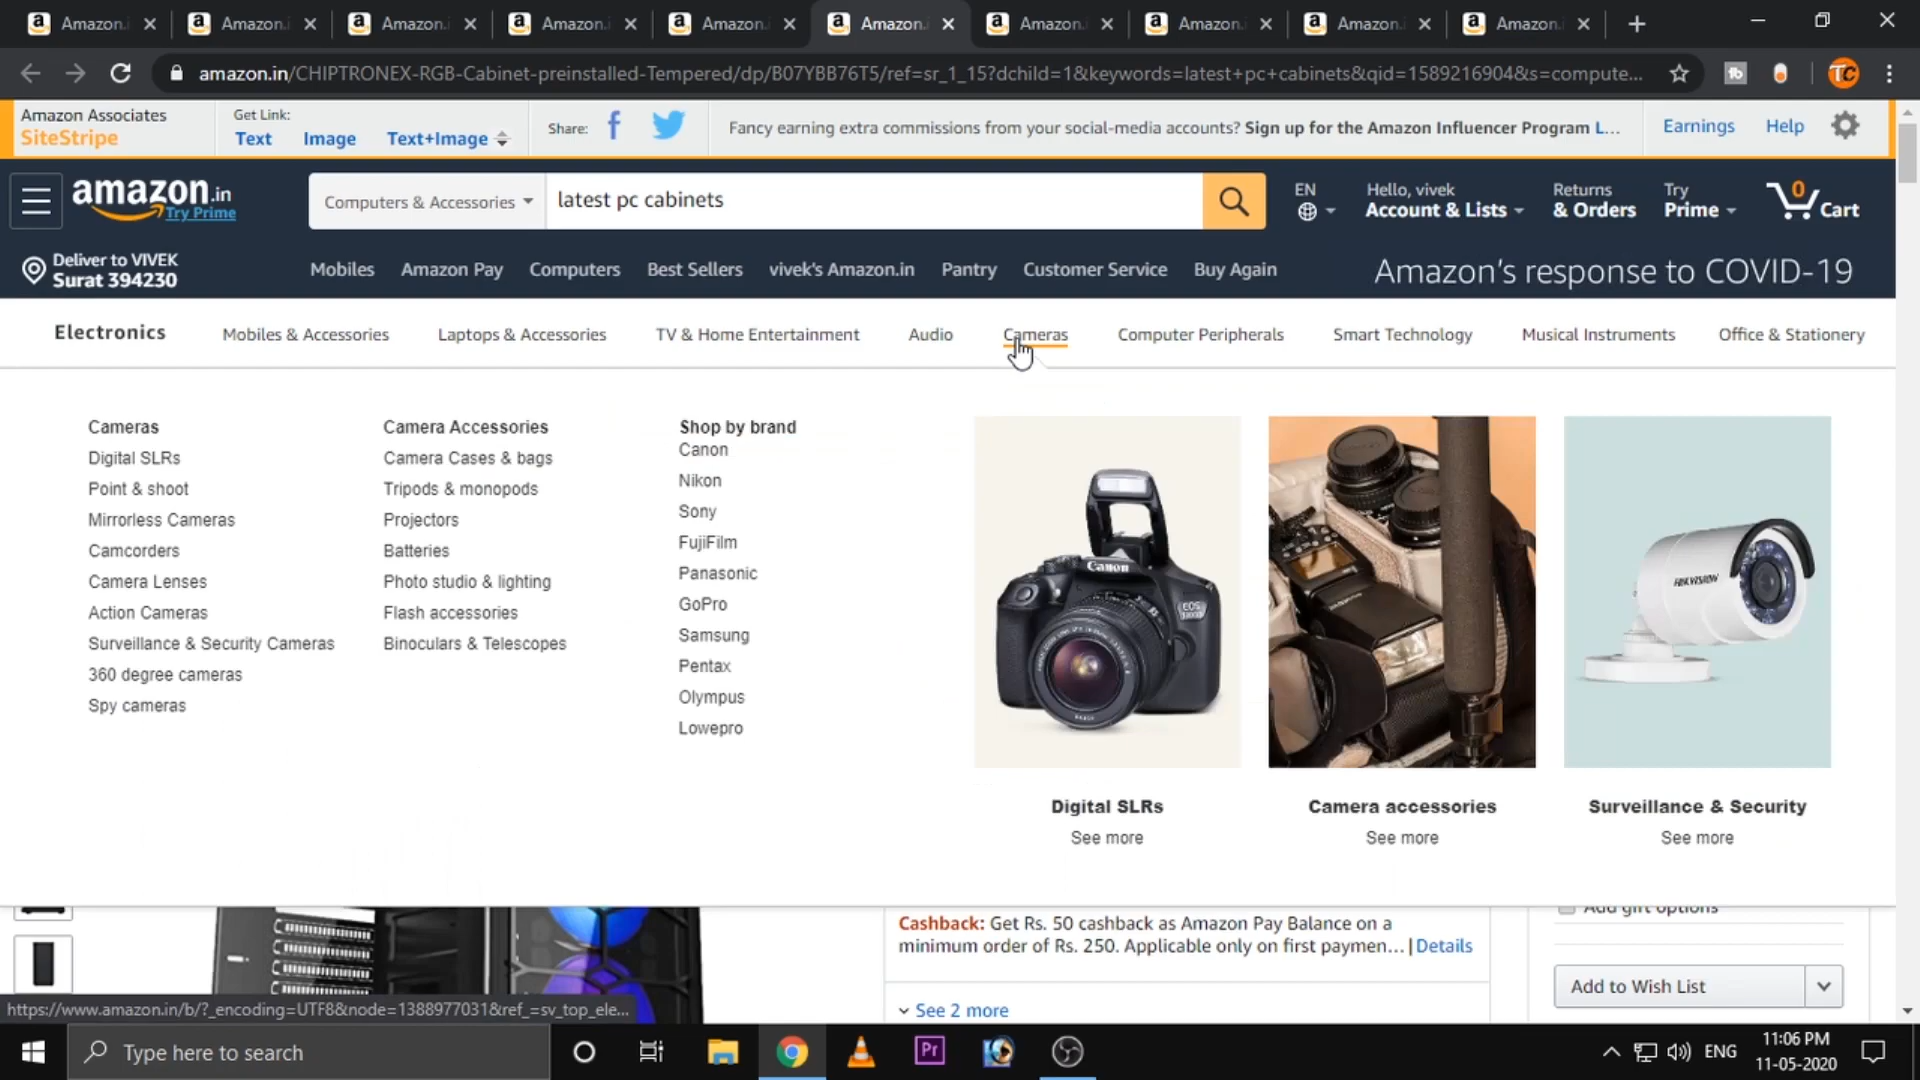 Amazon.i Amazon.i Amazon.i Amazon.i Amazon. Amazon.i Amazon. Amazon. Amazon.i Amazon.
amazon.in/CHIPTRONEX-RGB-Cabinet-preinstalled-Tempered/dp/B07YBB76T5/ref=sr_1_15?dchild=1&keywords=latest+pc+cabinets&qid=1589216904&s=compute...
Amazon Associates
SiteStripe
Get Link:
Text Image Text+Image
Share:
Fancy earning extra commissions from your social-media accounts? Sign up for the Amazon Influencer Program L...
Earnings Help
amazon.in
Try Prime
Computers & Accessories
latest pc cabinets
EN
Hello, vivek
Account & Lists
Returns
& Orders
Try
Prime
0
Cart
Deliver to VIVEK
Surat 394230
Mobiles Amazon Pay Computers Best Sellers vivek's Amazon.in Pantry Customer Service Buy Again
Amazon's response to COVID-19
Electronics Mobiles & Accessories Laptops & Accessories TV & Home Entertainment Audio Cameras Computer Peripherals Smart Technology Musical Instruments Office & Stationery
Cameras
Digital SLRs
Point & shoot
Mirrorless Cameras
Camcorders
Camera Lenses
Action Cameras
Surveillance & Security Cameras
360 degree cameras
Spy cameras
Camera Accessories
Camera Cases & bags
Tripods & monopods
Projectors
Batteries
Photo studio & lighting
Flash accessories
Binoculars & Telescopes
Shop by brand
Canon
Nikon
Sony
FujiFilm
Panasonic
GoPro
Samsung
Pentax
Olympus
Lowepro
Canon
EOS
HIKVISION
Digital SLRs
See more
Camera accessories
See more
Surveillance & Security
See more
Cashback: Get Rs. 50 cashback as Amazon Pay Balance on a
minimum order of Rs. 250. Applicable only on first paymen... | Details
See 2 more
Add gift options
Add to Wish List
https://www.amazon.in/b/?_encoding=UTF8&node=1388977031&ref_=sv_top_ele...
Type here to search
Pr
ENG
11:06 PM
11-05-2020